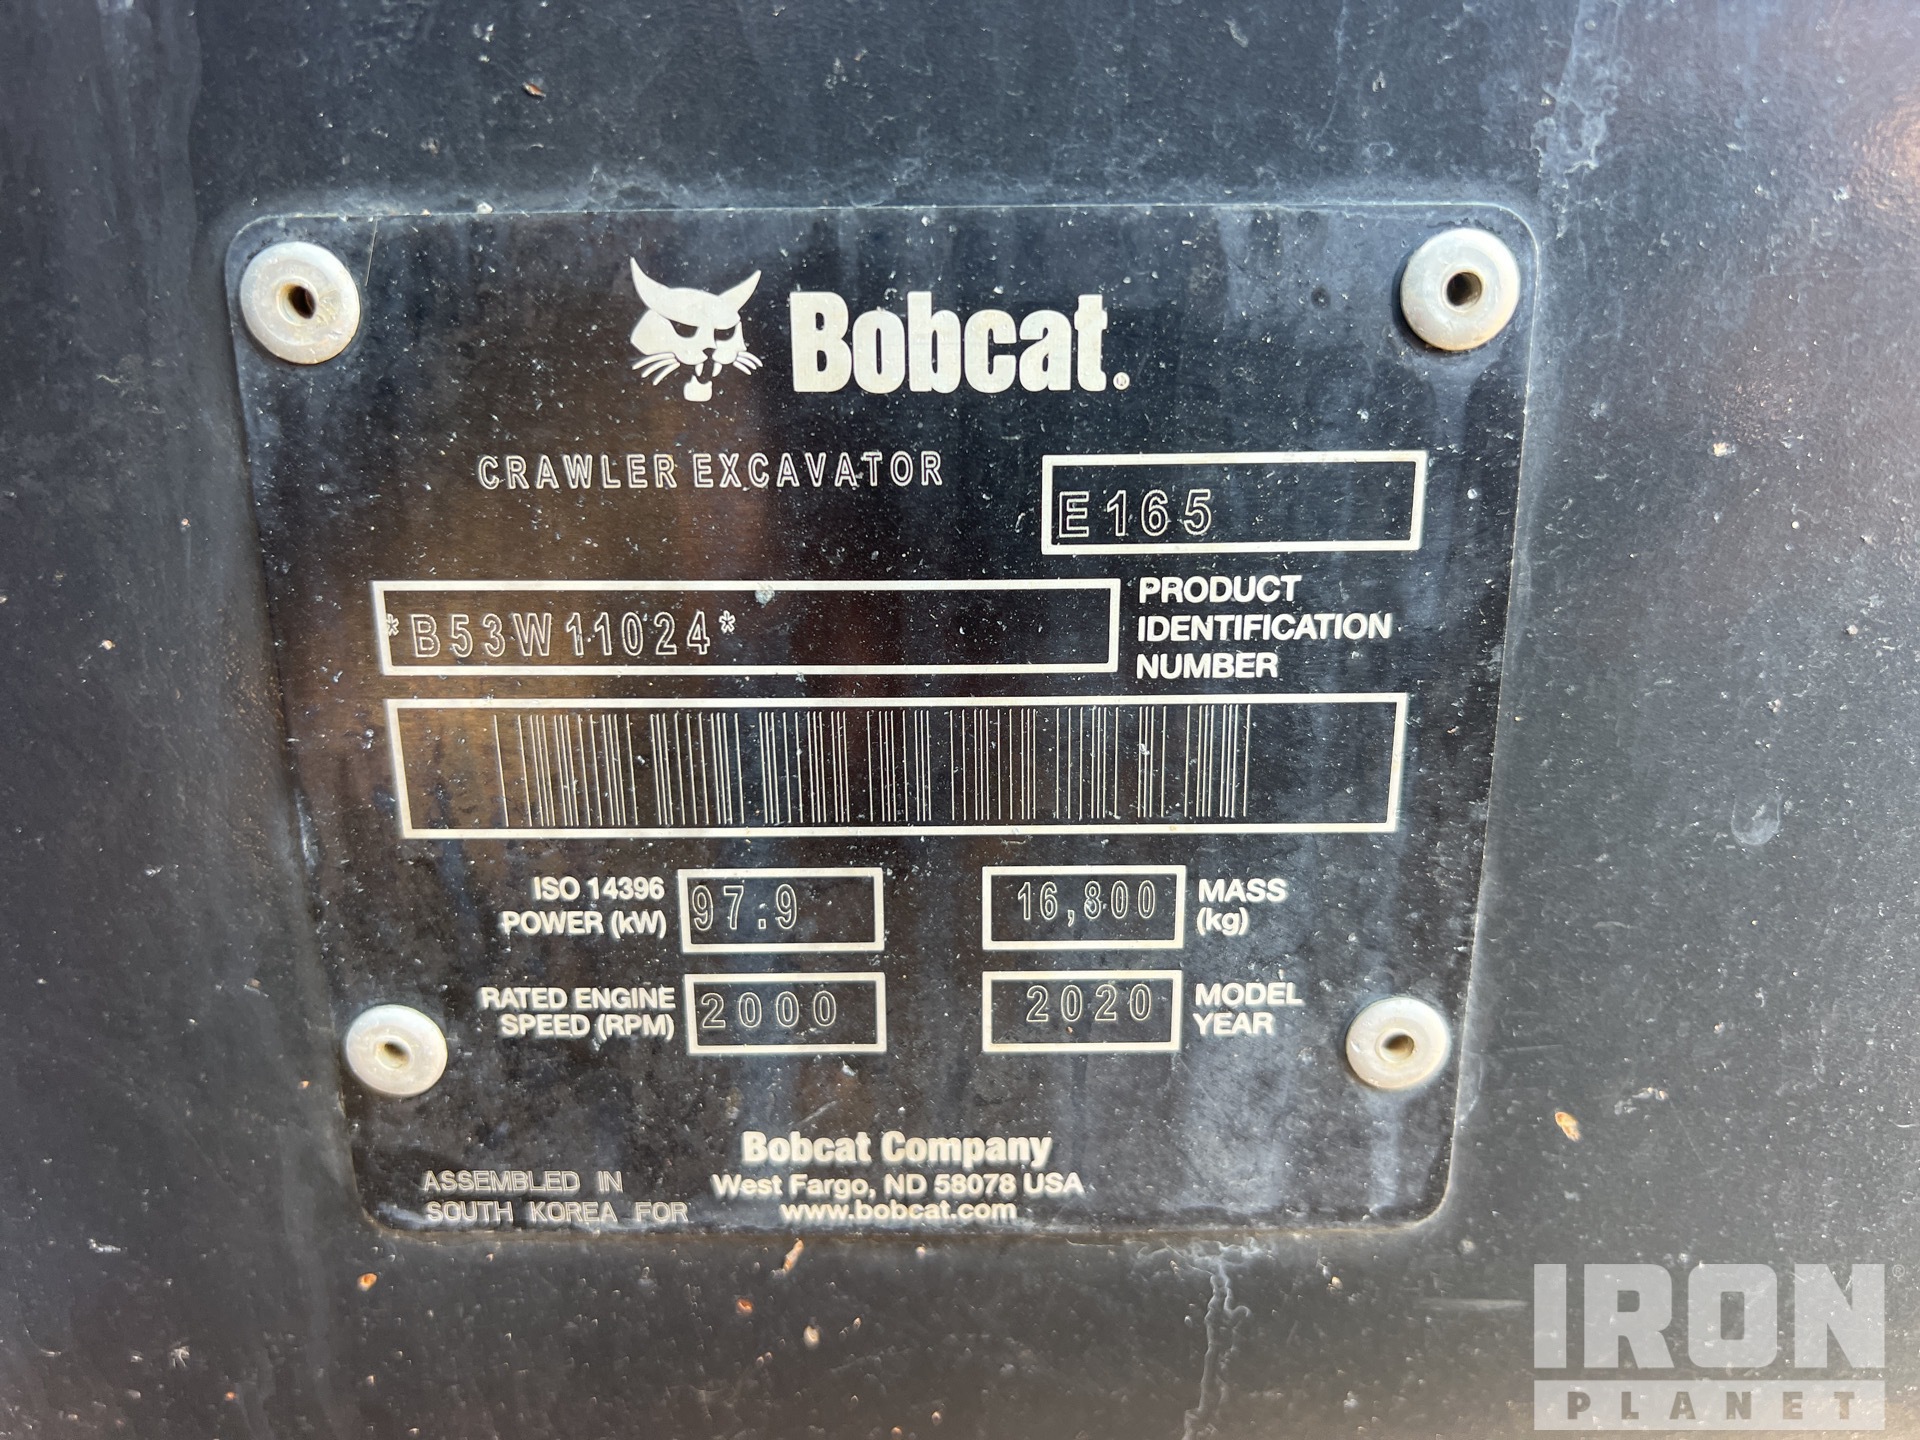 Bobcat.®
CRAWLER EXCAVATOR
E165
*B53W11024*
PRODUCT
IDENTIFICATION
NUMBER
ISO 14396
POWER (kW)
97.9
16,800
MASS
(kg)
RATED ENGINE
SPEED (RPM)
2000
2020
MODEL
YEAR
ASSEMBLED IN
SOUTH KOREA FOR
Bobcat Company
West Fargo, ND 58078 USA
www.bobcat.com
IRON®
PLANET